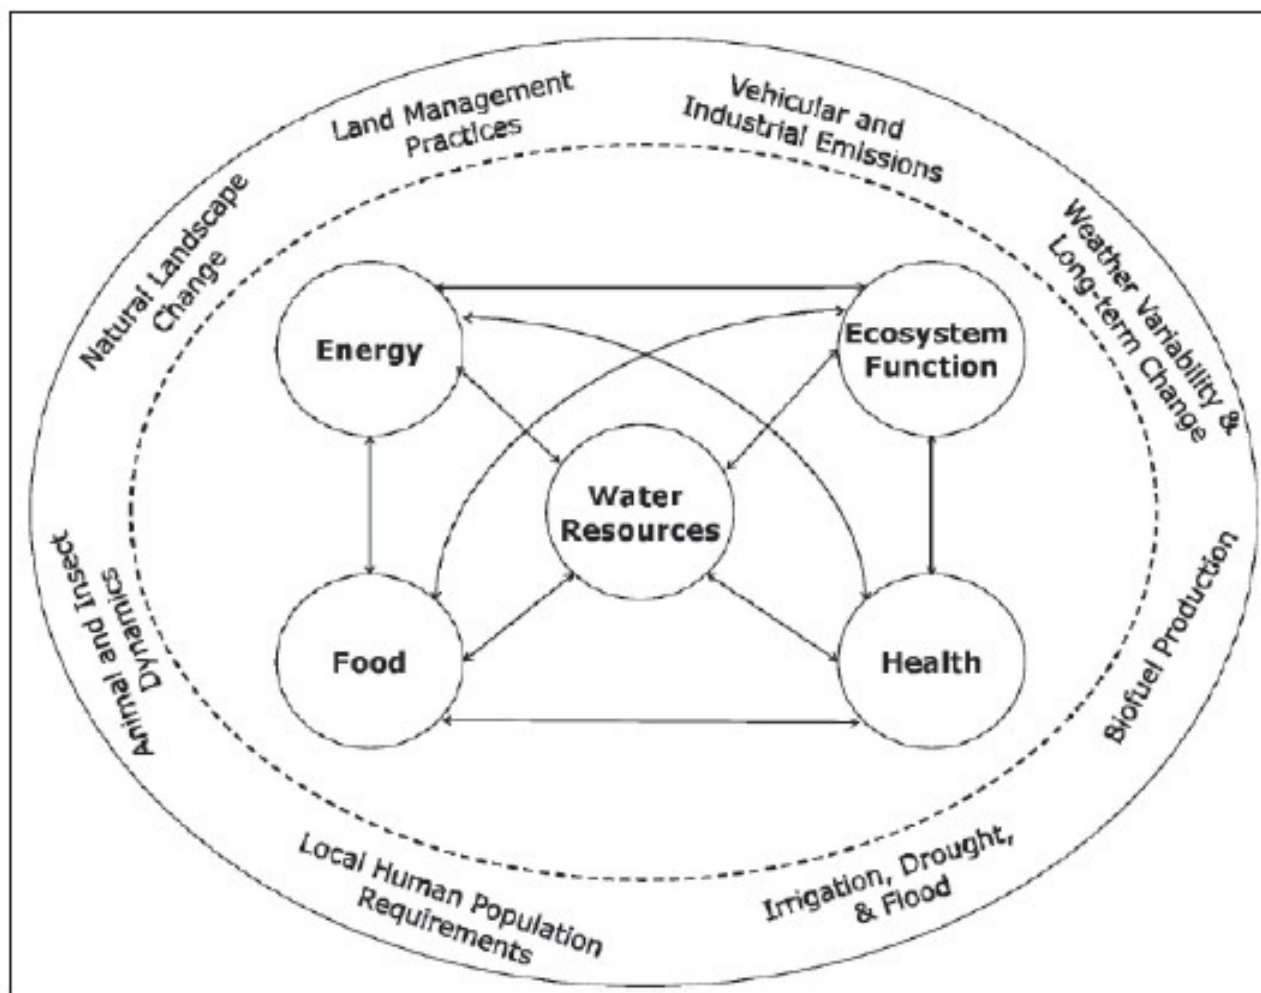 Land Management
Practices
Vehicular and
Industrial Emissions
Natural Landscape
Change
Weather Variability &
Long-term Change
Energy
Ecosystem
Function
Water
Resources
Animal and Insect
Dynamics
Food
Health
Biofuel Production
Local Human Population
Requirements
Irrigation, Drought,
& Flood